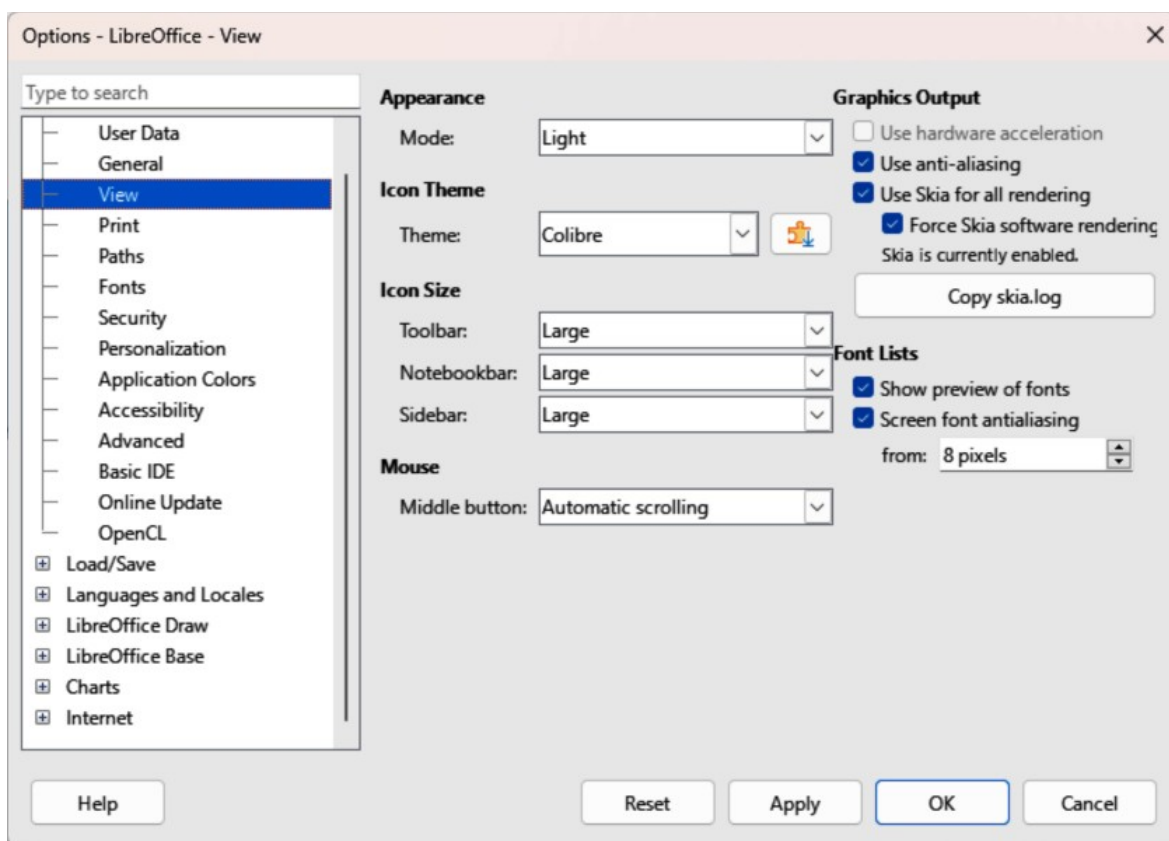 Options - LibreOffice - View
Type to search
User Data
General
View
Print
Paths
Fonts
Security
Personalization
Application Colors
Accessibility
Advanced
Basic IDE
Online Update
OpenCL
Load/Save
Languages and Locales
LibreOffice Draw
LibreOffice Base
Charts
Internet
Appearance
Mode: Light
Icon Theme
Theme: Colibre
Icon Size
Toolbar: Large
Notebookbar: Large
Sidebar: Large
Mouse
Middle button: Automatic scrolling
Graphics Output
Use hardware acceleration
Use anti-aliasing
Use Skia for all rendering
Force Skia software rendering
Skia is currently enabled.
Copy skia.log
Font Lists
Show preview of fonts
Screen font antialiasing
from: 8 pixels
Help
Reset
Apply
OK
Cancel